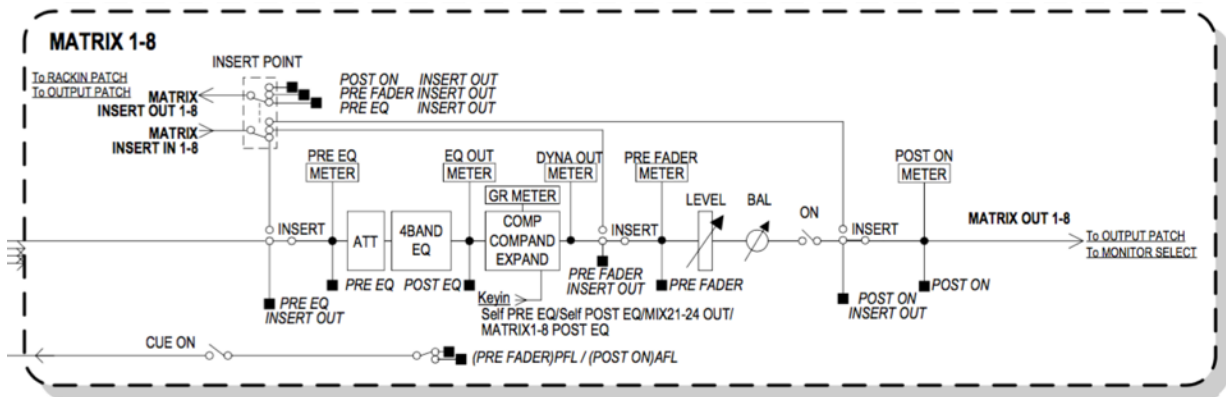 MATRIX 1-8
INSERT POINT
To RACKIN PATCH
To OUTPUT PATCH
MATRIX
INSERT OUT 1-8
POST ON INSERT OUT
PRE FADER INSERT OUT
PRE EQ INSERT OUT
MATRIX
INSERT IN 1-8
PRE EQ
METER
EQ OUT
METER
DYNA OUT
METER
PRE FADER
METER
POST ON
METER
GR METER
LEVEL
BAL
ON
INSERT
ATT
4BAND
EQ
COMP
COMPAND
EXPAND
INSERT
INSERT
MATRIX OUT 1-8
To OUTPUT PATCH
To MONITOR SELECT
PRE EQ
INSERT OUT
PRE EQ
POST EQ
PRE FADER
INSERT OUT
PRE FADER
POST ON
INSERT OUT
POST ON
Keyin
Self PRE EQ/Self POST EQ/MIX21-24 OUT/
MATRIX1-8 POST EQ
CUE ON
(PRE FADER)PFL / (POST ON)AFL